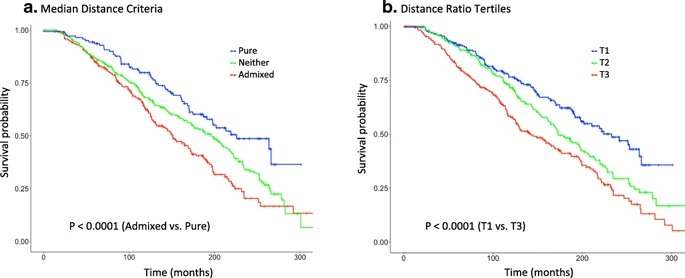 a. Median Distance Criteria
Survival probability
1.00
0.75
0.50
0.25
0.00
Pure
Neither
Admixed
P < 0.0001 (Admixed vs. Pure)
0 100 200 300
Time (months)
b. Distance Ratio Tertiles
Survival probability
1.00
0.75
0.50
0.25
0.00
T1
T2
T3
P < 0.0001 (T1 vs. T3)
0 100 200 300
Time (months)